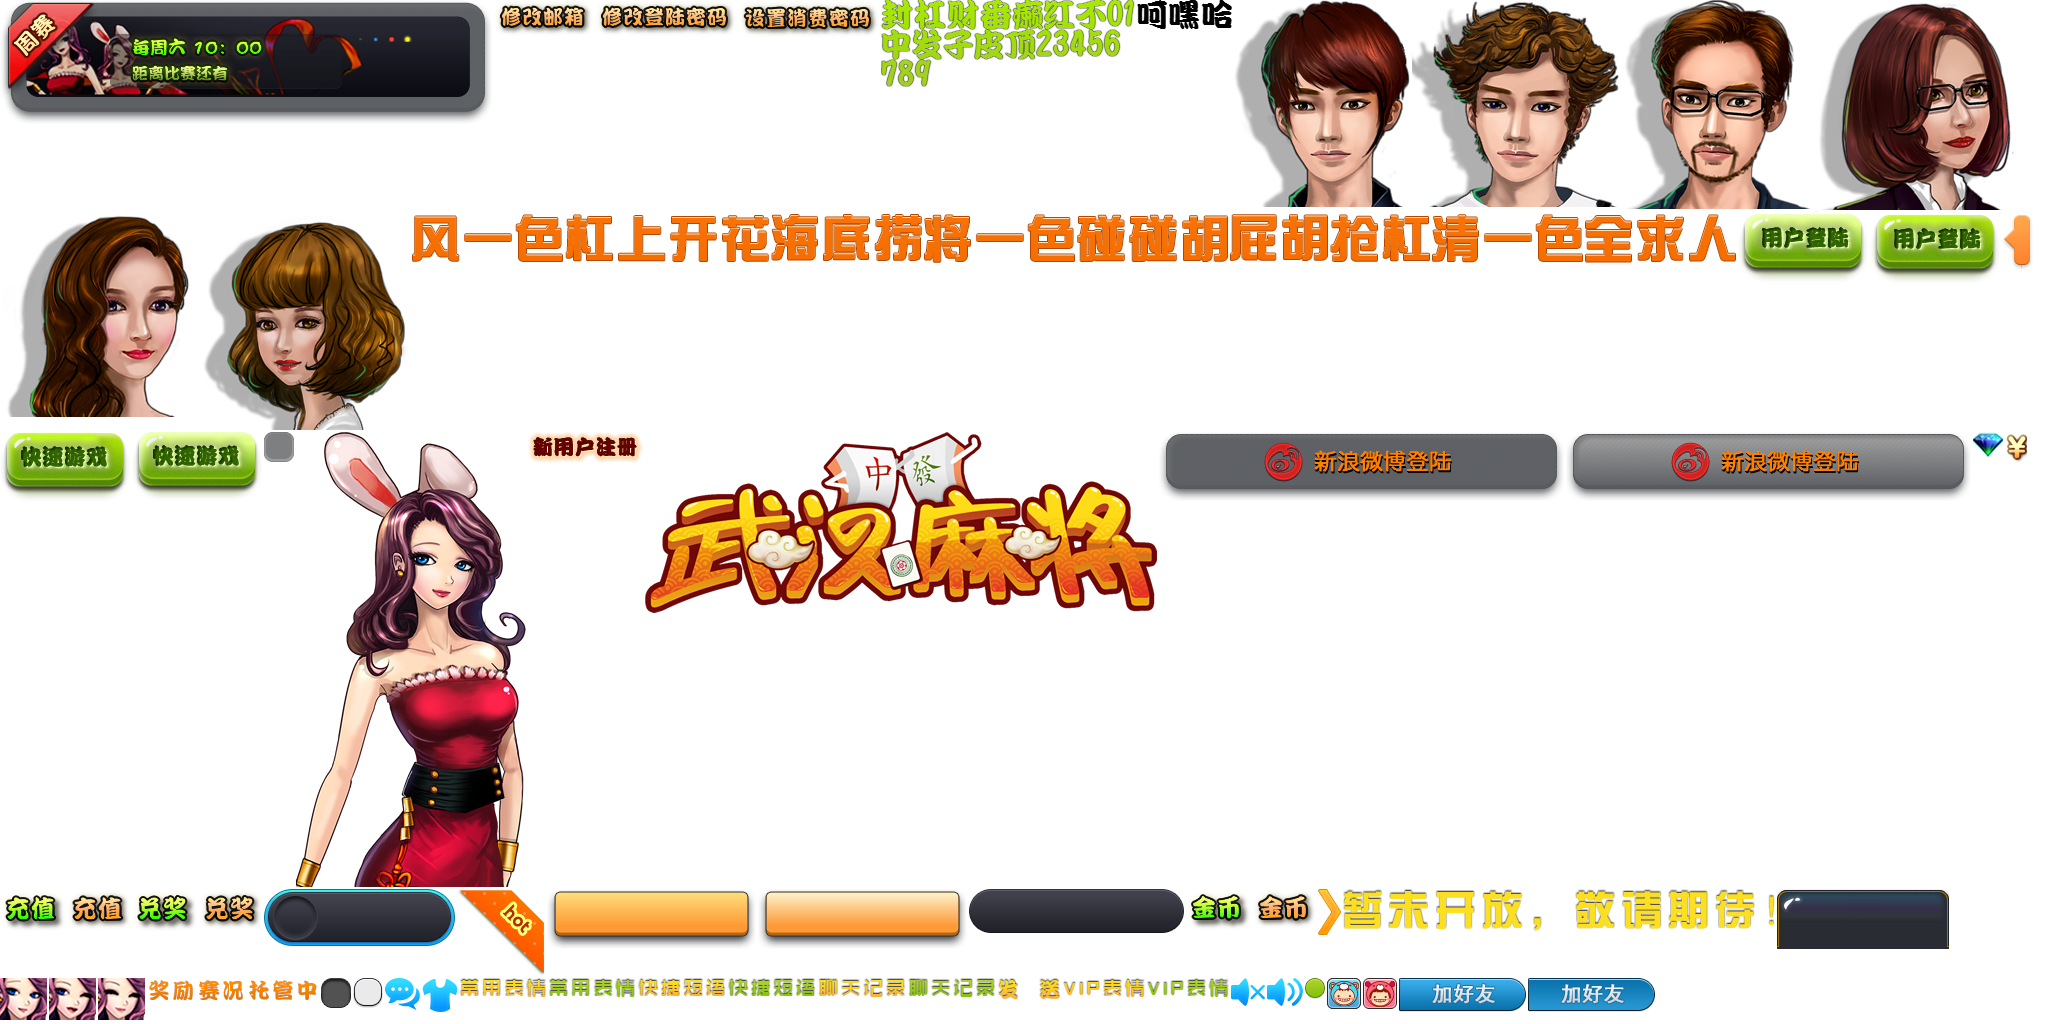 周赛
每周六 10：00
距离比赛还有
修改邮箱
修改登陆密码
设置消费密码
封杠财番癞红不01
中发子皮顶23456
789
呵嘿哈
风一色杠上开花海底捞将一色碰碰胡屁胡抢杠清一色全求人
用户登陆
用户登陆
快速游戏
快速游戏
新用户注册
中發
武汉麻将
新浪微博登陆
新浪微博登陆
¥
充值
充值
兑奖
兑奖
hot
金币
金币
暂未开放，敬请期待！
奖励赛况托管中
常用表情常用表情快捷短语快捷短语聊天记录聊天记录发 送VIP表情VIP表情
加好友
加好友